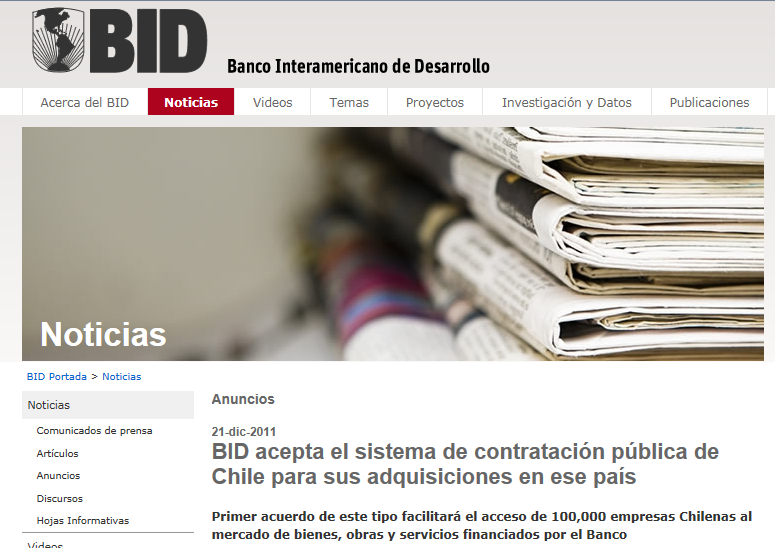 BID
Banco Interamericano de Desarrollo
Acerca del BID
Noticias
Videos
Temas
Proyectos
Investigación y Datos
Publicaciones
Noticias
BID Portada > Noticias
Noticias
Comunicados de prensa
Artículos
Anuncios
Discursos
Hojas Informativas
Videos
Anuncios
21-dic-2011
BID acepta el sistema de contratación pública de
Chile para sus adquisiciones en ese país
Primer acuerdo de este tipo facilitará el acceso de 100,000 empresas Chilenas al
mercado de bienes, obras y servicios financiados por el Banco